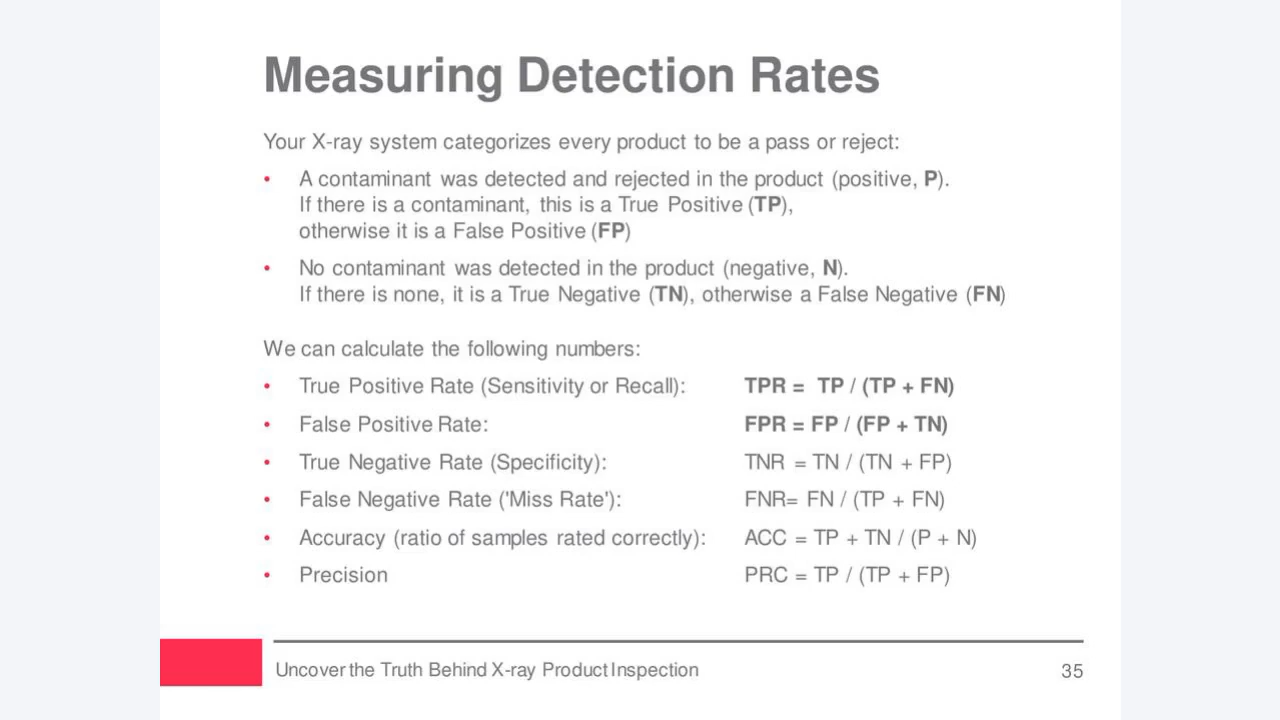 Measuring Detection Rates
Your X-ray system categorizes every product to be a pass or reject:
• A contaminant was detected and rejected in the product (positive, P).
If there is a contaminant, this is a True Positive (TP),
otherwise it is a False Positive (FP)
• No contaminant was detected in the product (negative, N).
If there is none, it is a True Negative (TN), otherwise a False Negative (FN)
We can calculate the following numbers:
• True Positive Rate (Sensitivity or Recall): TPR = TP / (TP + FN)
• False Positive Rate: FPR = FP / (FP + TN)
• True Negative Rate (Specificity): TNR = TN / (TN + FP)
• False Negative Rate ('Miss Rate'): FNR= FN / (TP + FN)
• Accuracy (ratio of samples rated correctly): ACC = TP + TN / (P + N)
• Precision PRC = TP / (TP + FP)
Uncover the Truth Behind X-ray Product Inspection 35